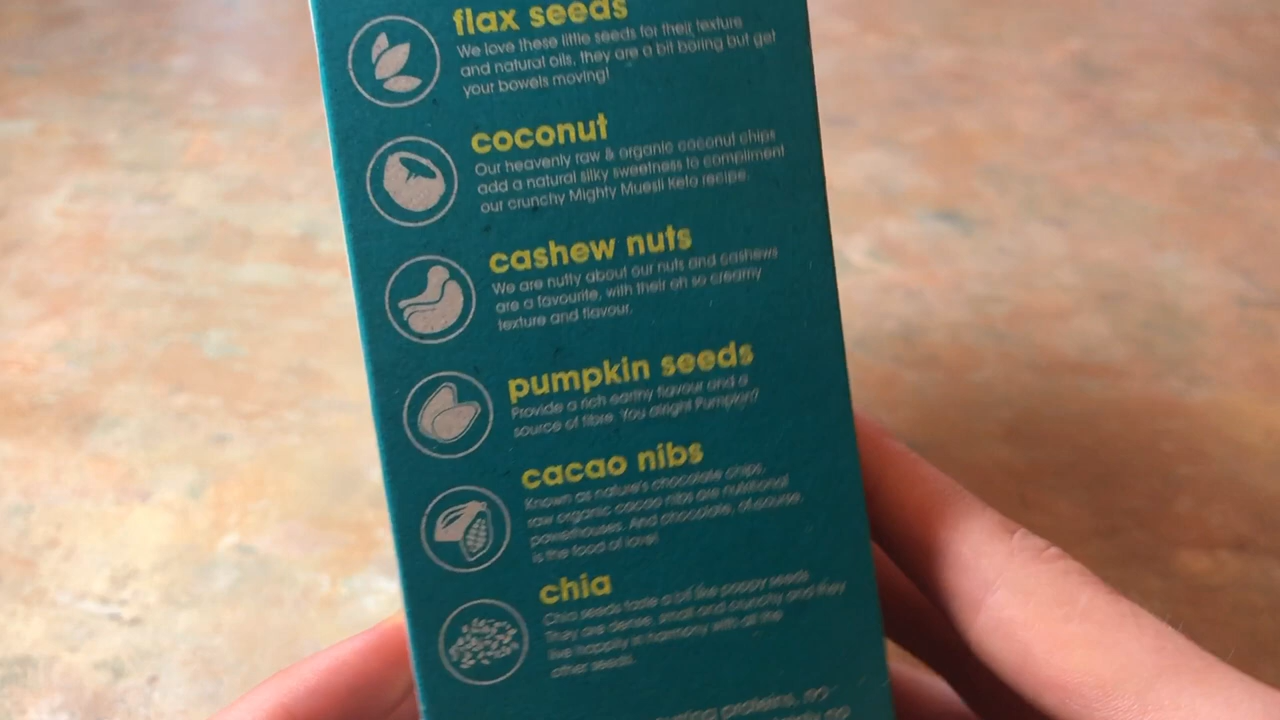 flax seeds
We love these little seeds for their texture
and natural oils, they are a bit boring but get
your bowels moving!
coconut
Our heavenly raw & organic coconut chips
add a natural silky sweetness to compliment
our crunchy Mighty Muesli Keto recipe.
cashew nuts
We are nutty about our nuts and cashews
are a favourite, with their oh so creamy
texture and flavour.
pumpkin seeds
Provide a rich earthy flavour and a
source of fibre. You alright Pumpkin?
cacao nibs
Known as nature's chocolate chips,
raw organic cacao nibs are nutritional
powerhouses. And chocolate, of course,
is the food of love!
chia
Chia seeds taste a bit like poppy seeds.
They are dense, small and crunchy and they
live happily in harmony with all the
other seeds.
proteins, no
no